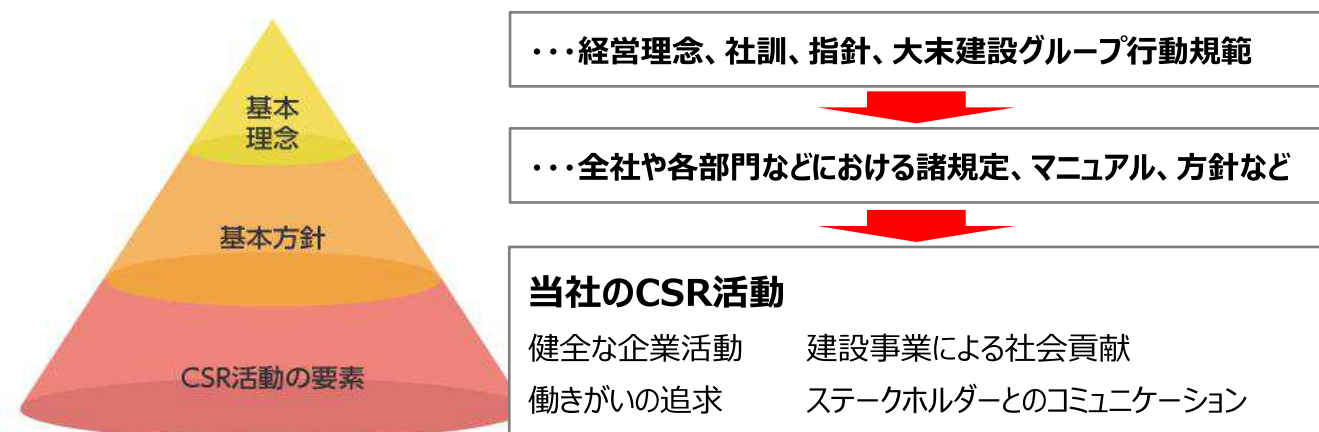 基本
理念
・・・経営理念、社訓、指針、大末建設グループ行動規範
基本方針
・・・全社や各部門などにおける諸規定、マニュアル、方針など
CSR活動の要素
当社のCSR活動
健全な企業活動　　建設事業による社会貢献
働きがいの追求　　ステークホルダーとのコミュニケーション